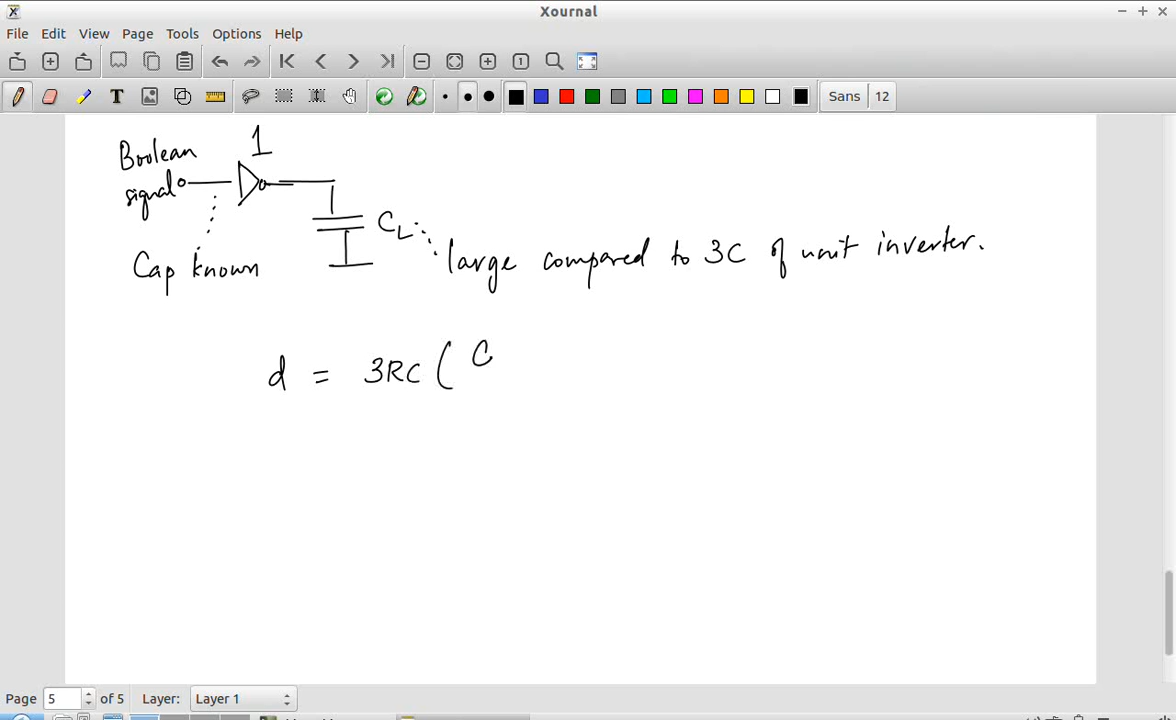 Xournal
File Edit View Page Tools Options Help
Sans 12
Boolean 1
signal
C_L
Cap known
large compared to 3C of unit inverter.
d = 3RC ( C
Page 5 of 5 Layer: Layer 1